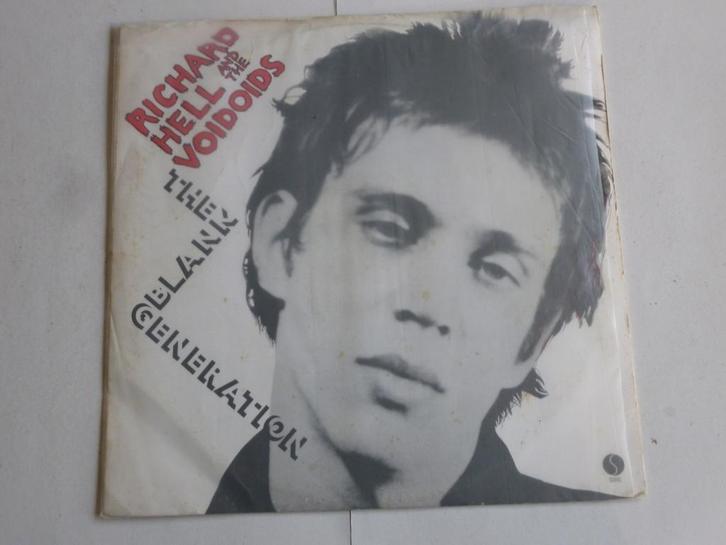 RICHARD
HELL AND THE
VOIDOIDS
THE
BLANK
GENERATION
S